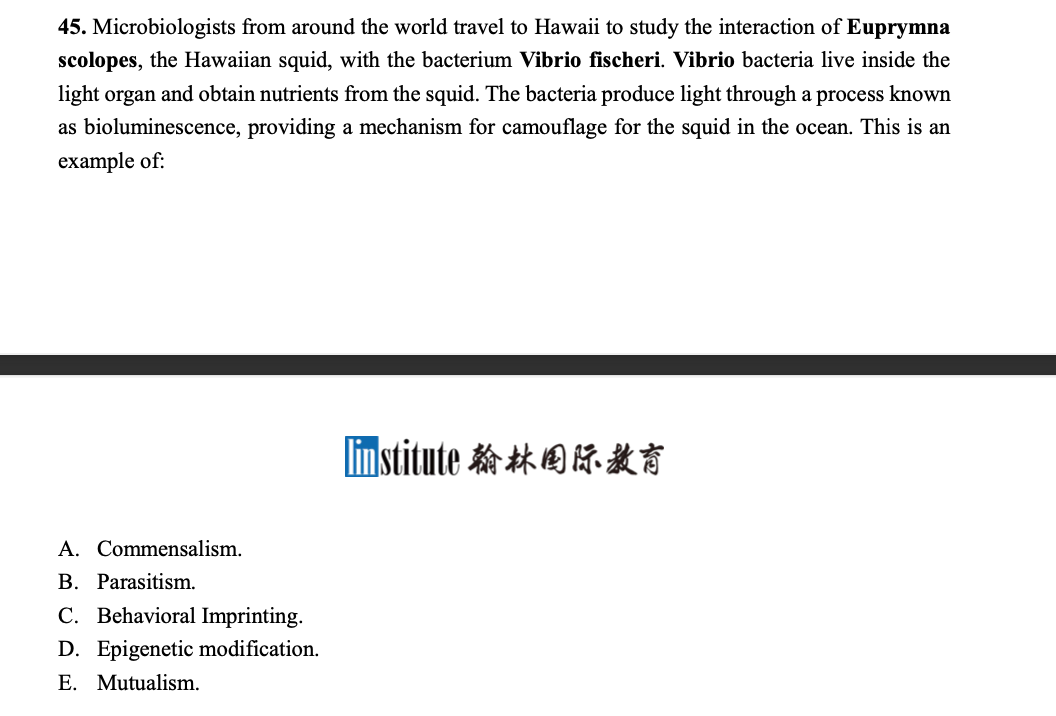 45. Microbiologists from around the world travel to Hawaii to study the interaction of Euprymna
scolopes, the Hawaiian squid, with the bacterium Vibrio fischeri. Vibrio bacteria live inside the
light organ and obtain nutrients from the squid. The bacteria produce light through a process known
as bioluminescence, providing a mechanism for camouflage for the squid in the ocean. This is an
example of:
linstitute 翰林国际教育
A. Commensalism.
B. Parasitism.
C. Behavioral Imprinting.
D. Epigenetic modification.
E. Mutualism.